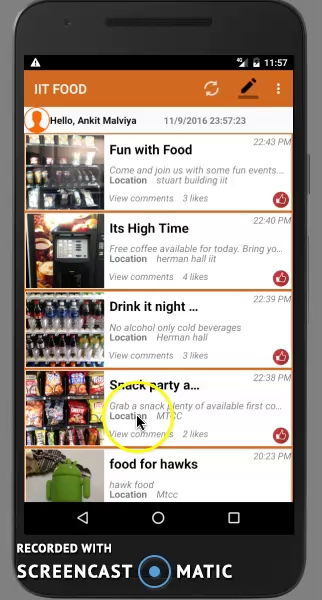 4G 11:57
IIT FOOD
Hello, Ankit Malviya 11/9/2016 23:57:23
22:43 PM
Fun with Food
Come and join us with some fun events...
Location stuart building iit
View comments 3 likes
22:40 PM
Its High Time
Free coffee available for today. Bring yo...
Location herman hall iit
View comments 4 likes
22:39 PM
Drink it night ...
No alcohol only cold beverages
Location Herman hall
View comments 3 likes
22:38 PM
Snack party a...
Grab a snack plenty of available first co...
Location MTCC
View comments 2 likes
20:23 PM
food for hawks
hawk food
Location Mtcc
RECORDED WITH
SCREENCAST MATIC